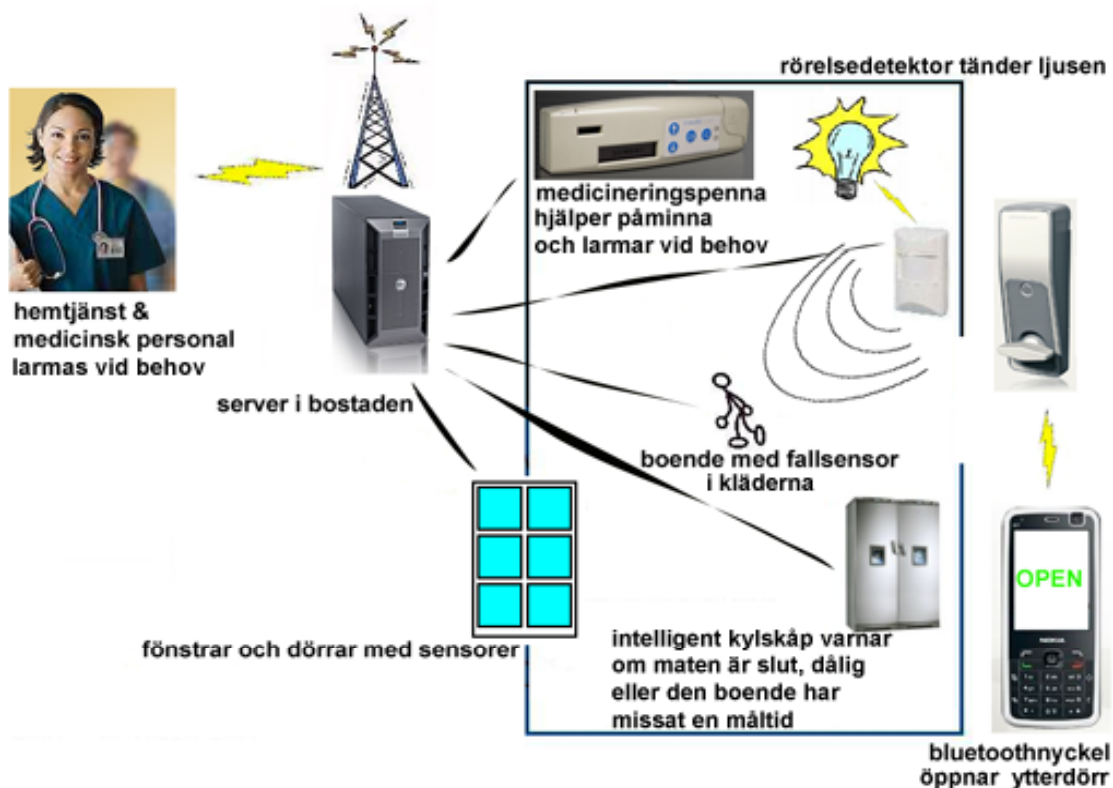 rörelsedetektor tänder ljusen
medicineringspenna
hjälper påminna
och larmar vid behov
hemtjänst &
medicinsk personal
larmas vid behov
server i bostaden
boende med fallsensor
i kläderna
OPEN
NOKIA
fönstrar och dörrar med sensorer
intelligent kylskåp varnar
om maten är slut, dålig
eller den boende har
missat en måltid
bluetoothnyckel
öppnar ytterdörr